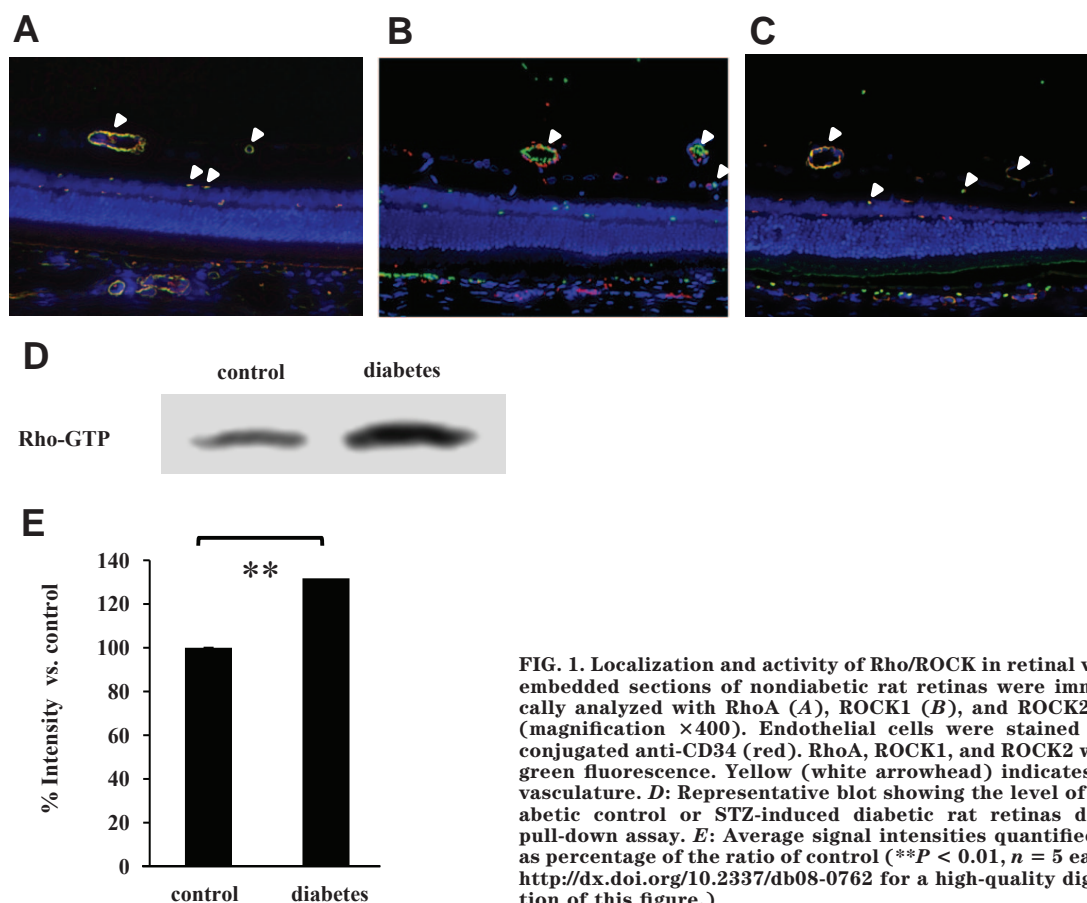 A
B
C
D
control diabetes
Rho-GTP
E
140
**
120
100
80
60
40
20
0
% Intensity vs. control
control diabetes
FIG. 1. Localization and activity of Rho/ROCK in retinal
embedded sections of nondiabetic rat retinas were
cally analyzed with RhoA (A), ROCK1 (B), and ROCK2
(magnification ×400). Endothelial cells were stained
conjugated anti-CD34 (red). RhoA, ROCK1, and ROCK2
green fluorescence. Yellow (white arrowhead) indicates
vasculature. D: Representative blot showing the level of
abetic control or STZ-induced diabetic rat retinas
pull-down assay. E: Average signal intensities quantified
as percentage of the ratio of control (**P < 0.01, n = 5
http://dx.doi.org/10.2337/db08-0762 for a high-quality
tion of this figure.)